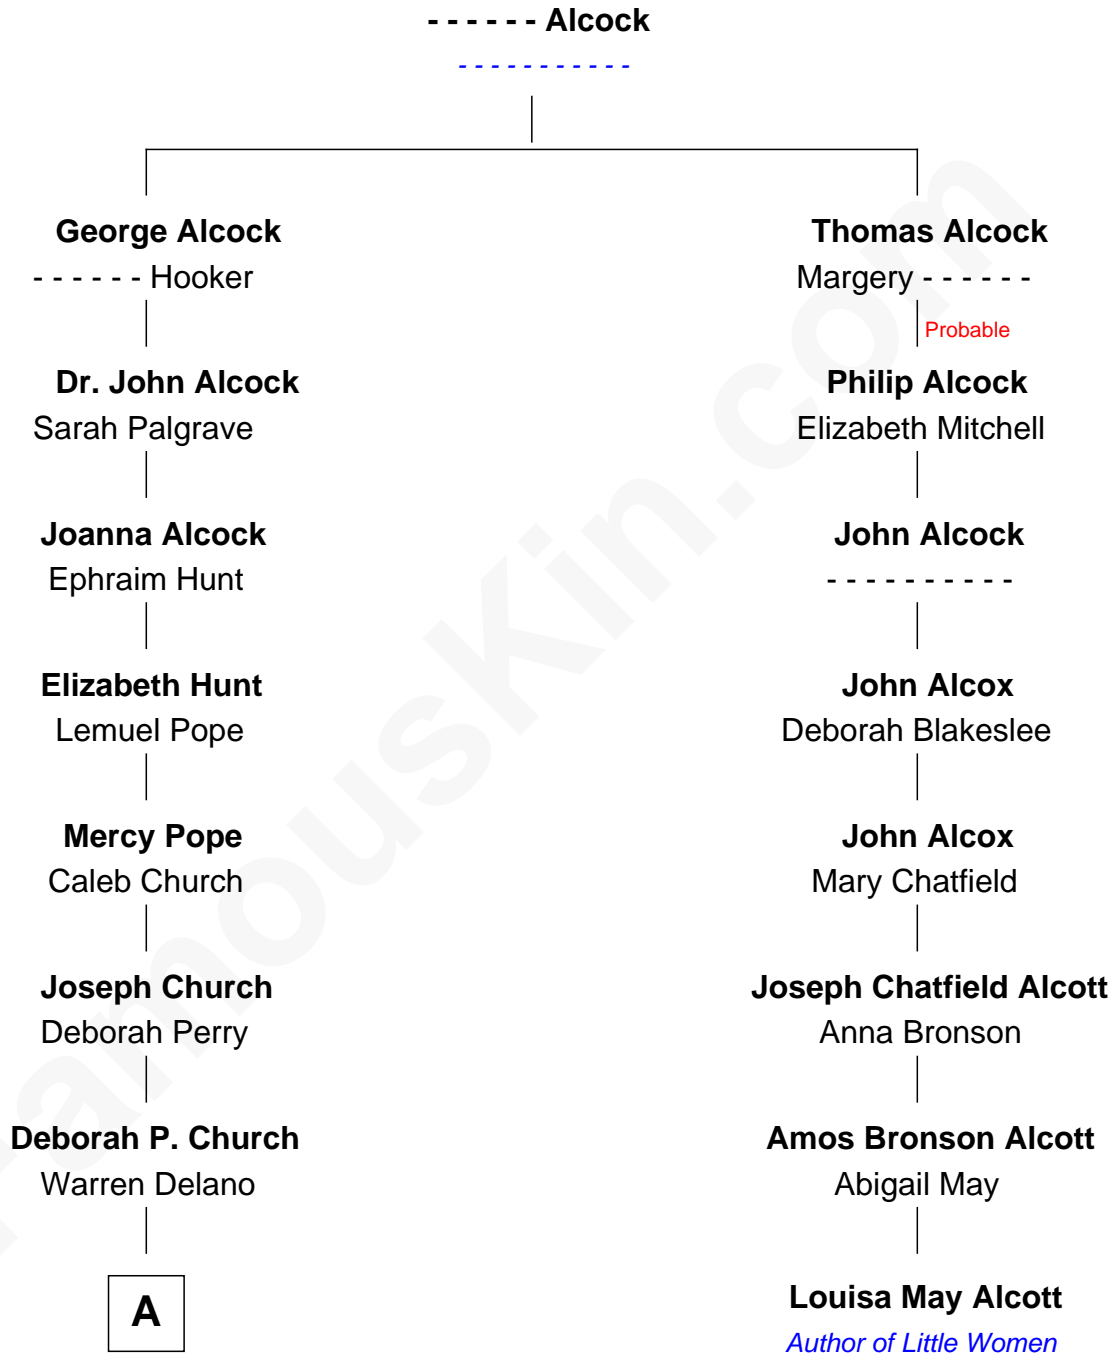 - - - - - - Alcock
- - - - - - - - - - -
George Alcock
- - - - - - Hooker
Thomas Alcock
Margery - - - - - -
Probable
Dr. John Alcock
Sarah Palgrave
Philip Alcock
Elizabeth Mitchell
Joanna Alcock
Ephraim Hunt
John Alcock
- - - - - - - - - -
Elizabeth Hunt
Lemuel Pope
John Alcox
Deborah Blakeslee
Mercy Pope
Caleb Church
John Alcox
Mary Chatfield
Joseph Church
Deborah Perry
Joseph Chatfield Alcott
Anna Bronson
Deborah P. Church
Warren Delano
Amos Bronson Alcott
Abigail May
A
Louisa May Alcott
Author of Little Women
FamousKin.com